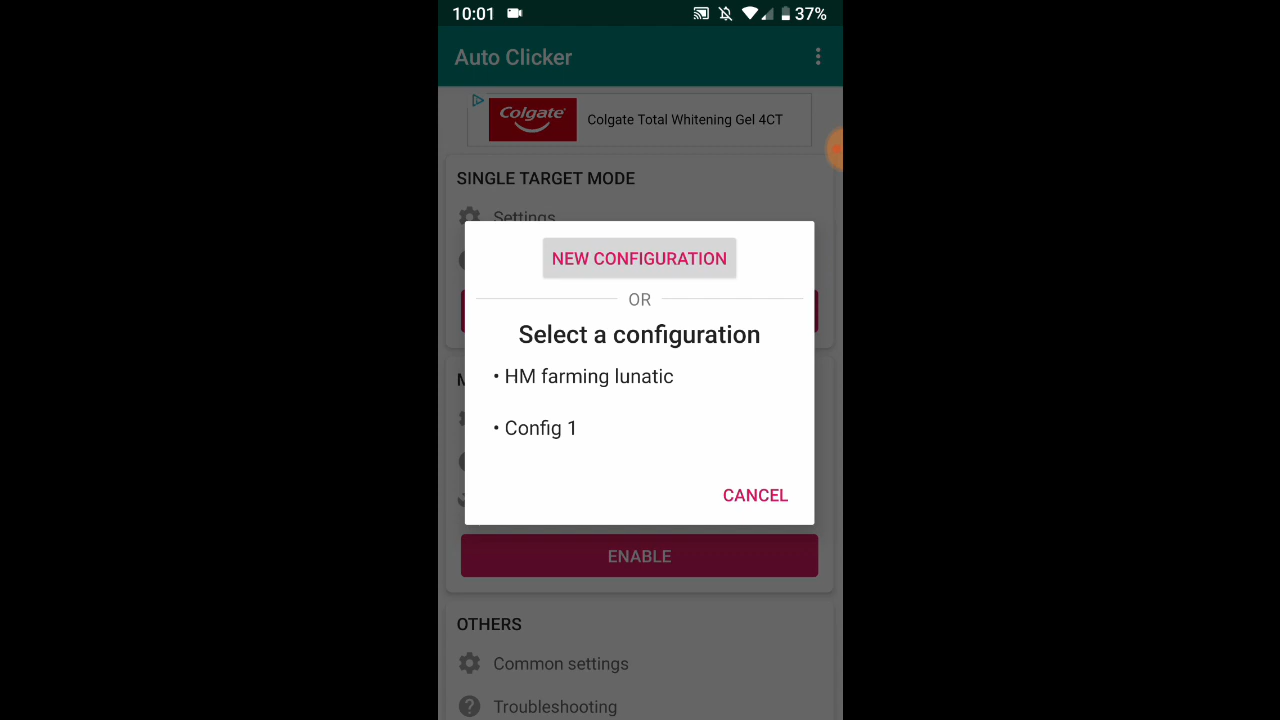 10:01 37%
Auto Clicker
Colgate
Colgate Total Whitening Gel 4CT
SINGLE TARGET MODE
Settings
NEW CONFIGURATION
OR
Select a configuration
• HM farming lunatic
• Config 1
CANCEL
ENABLE
OTHERS
Common settings
Troubleshooting